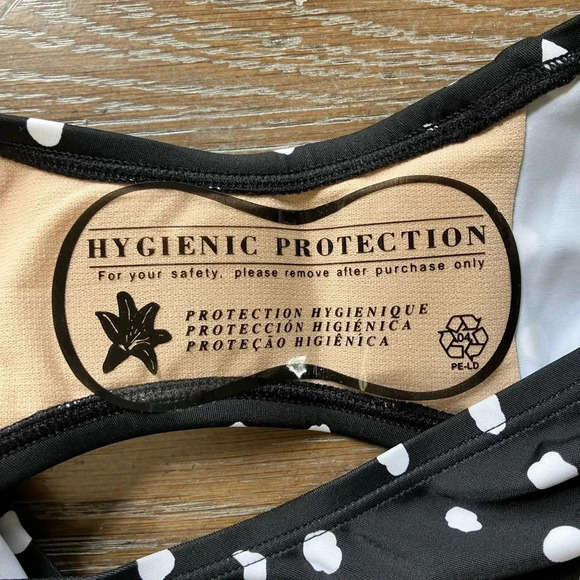 HYGIENIC PROTECTION
For your safety, please remove after purchase only
PROTECTION HYGIENIQUE
PROTECCIÓN HIGIÉNICA
PROTEÇÃO HIGIÊNICA
04
PE-LD